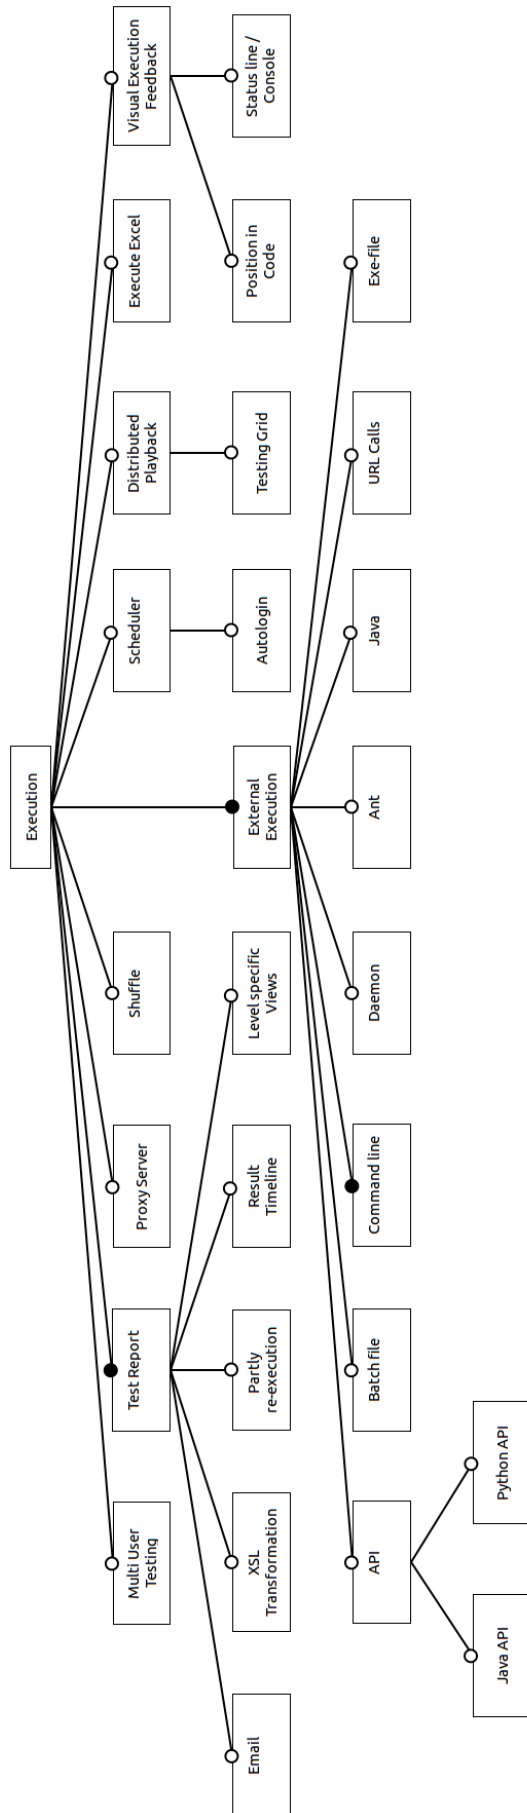 Execution
Multi User
Testing
Test Report
Proxy Server
Shuffle
Scheduler
Distributed
Playback
Execute Excel
Visual Execution
Feedback
Email
XSL
Transformation
Partly
re-execution
Result
Timeline
Level specific
Views
External
Execution
Autologin
Testing Grid
Position in
Code
Status line /
Console
API
Batch file
Command line
Daemon
Ant
Java
URL Calls
Exe-file
Java API
Python API